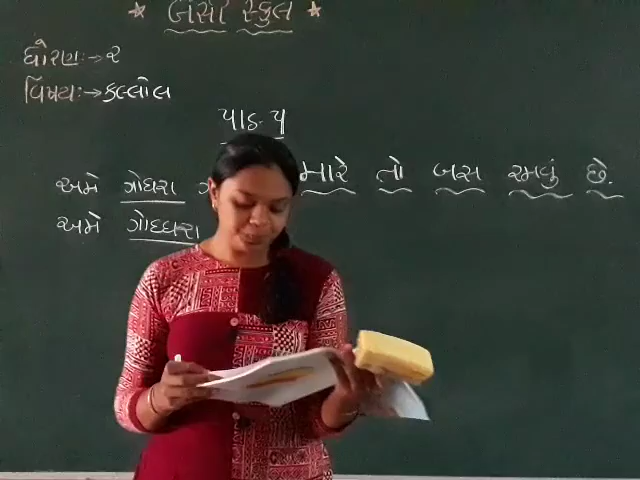 ★ બંસી સ્કુલ ★
ધોરણઃ→૨
વિષયઃ→કલ્લોલ
પાઠ-૫
અમે ગોધરા મારે તો બસ રમવું છે.
અમે ગોધરા